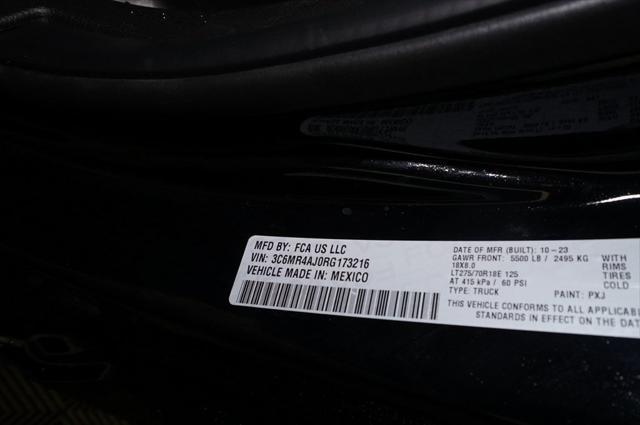 MFD BY: FCA US LLC
VIN: 3C6MR4AJ0RG173216
VEHICLE MADE IN: MEXICO
DATE OF MFR (BUILT): 10-23
GAWR FRONT: 5500 LB / 2495 KG WITH
18X8.0 RIMS
LT275/70R18E 125 TIRES
AT 415 kPa / 60 PSI COLD
TYPE: TRUCK PAINT: PXJ
THIS VEHICLE CONFORMS TO ALL
STANDARDS IN EFFECT ON THE DAT